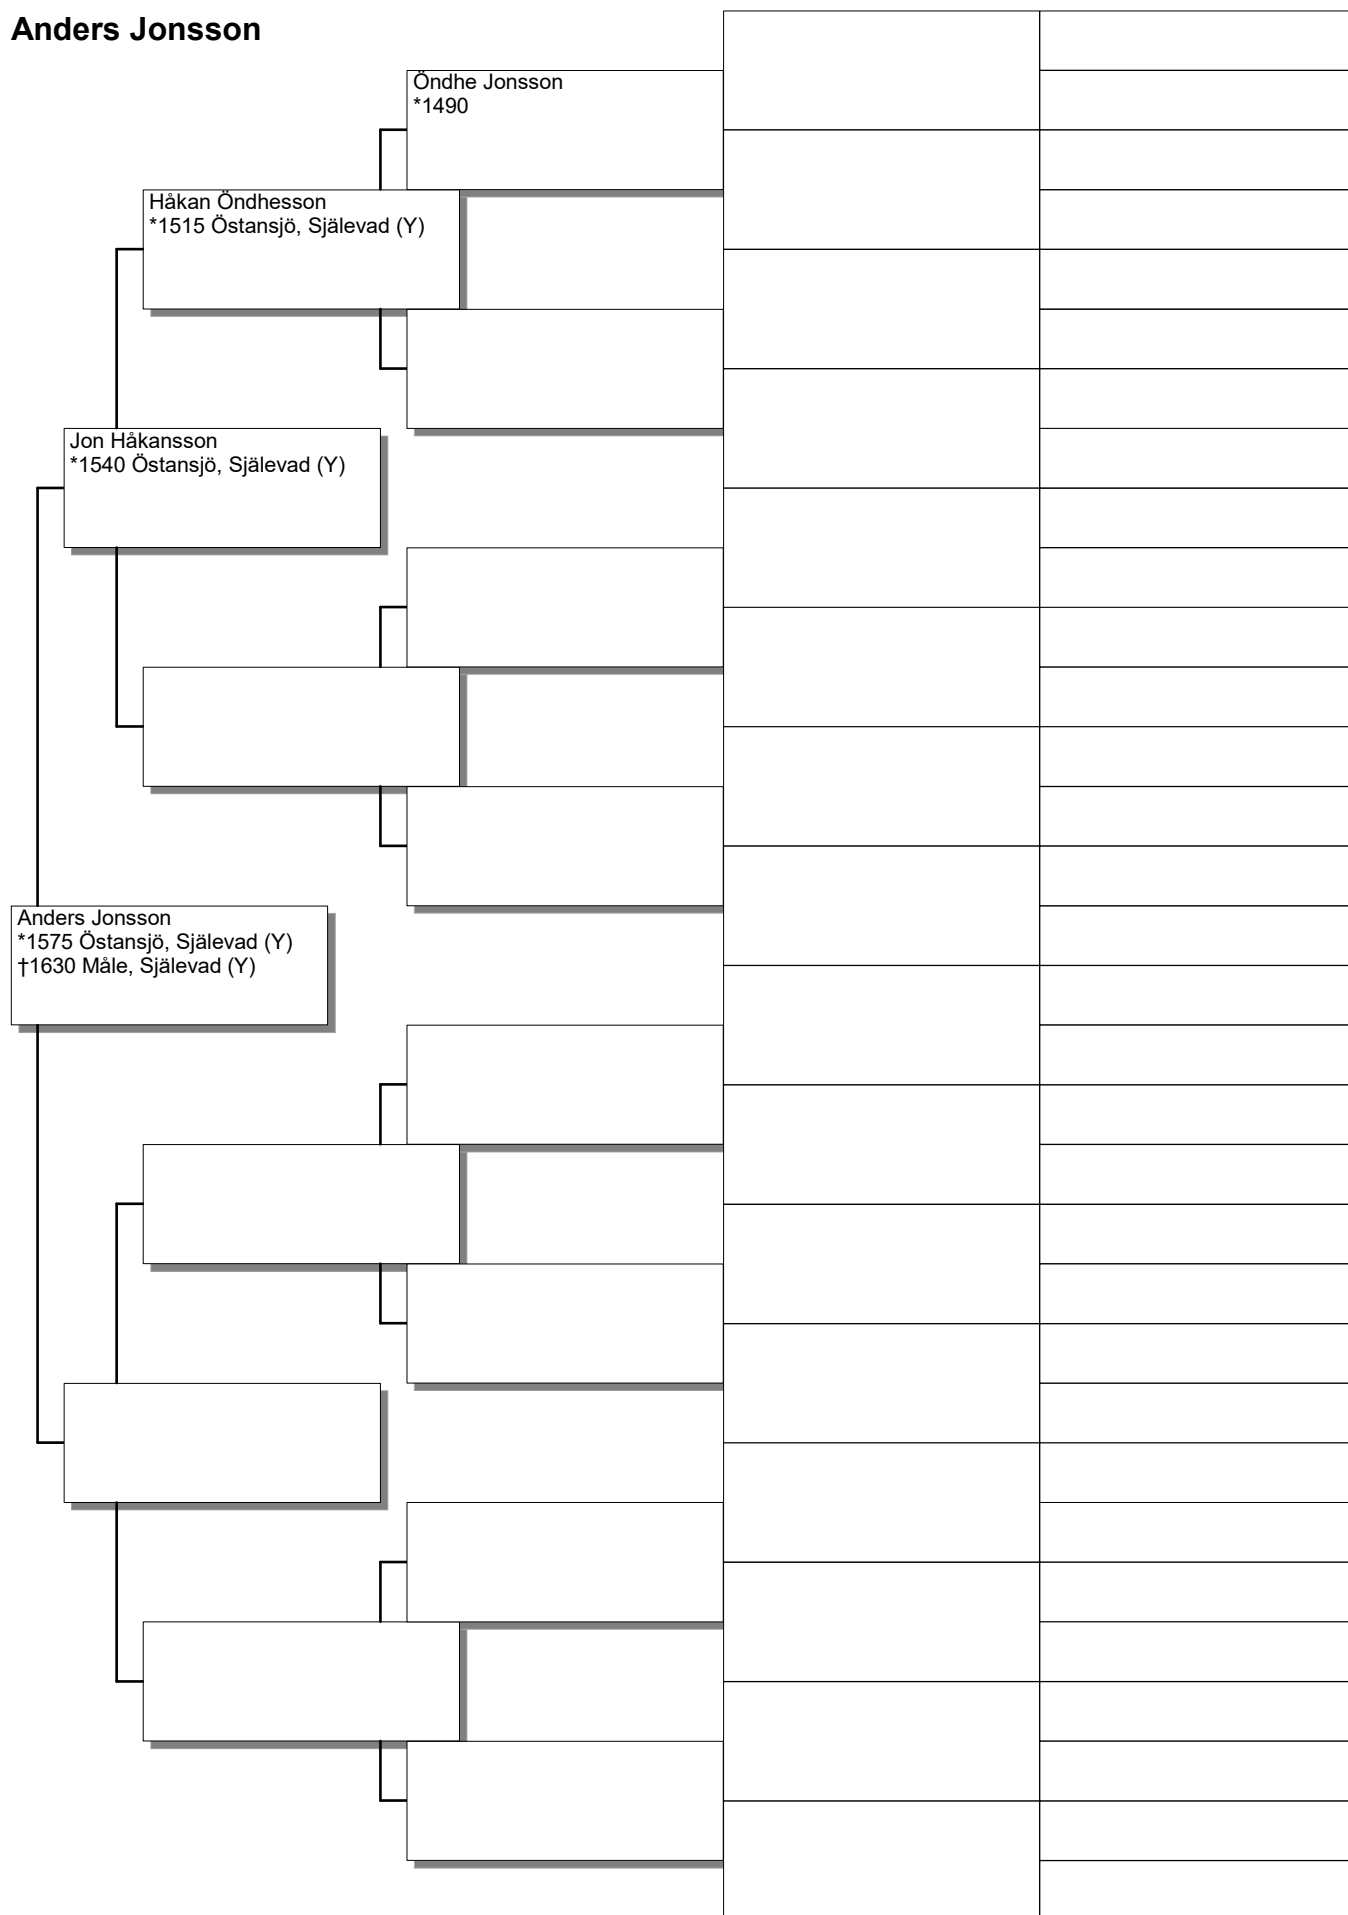 Anders Jonsson
Öndhe Jonsson
*1490
Håkan Öndhesson
*1515 Östansjö, Själevad (Y)
Jon Håkansson
*1540 Östansjö, Själevad (Y)
Anders Jonsson
*1575 Östansjö, Själevad (Y)
†1630 Måle, Själevad (Y)